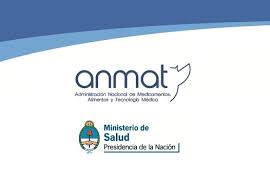 anmat
Administración Nacional de Medicamentos,
Alimentos y Tecnología Médica
Ministerio de
Salud
Presidencia de la Nación